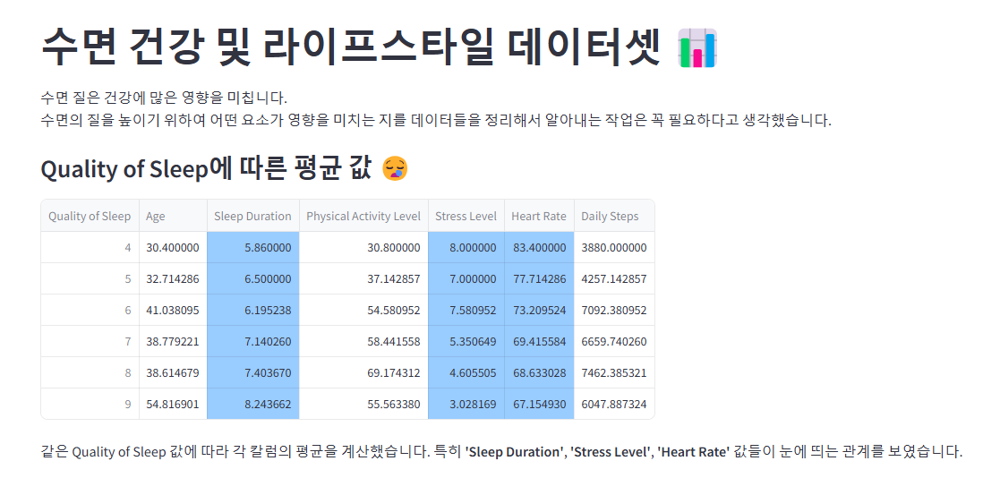 수면 건강 및 라이프스타일 데이터셋
수면 질은 건강에 많은 영향을 미칩니다.
수면의 질을 높이기 위하여 어떤 요소가 영향을 미치는 지를 데이터들을 정리해서 알아내는 작업은 꼭 필요하다고 생각했습니다.
Quality of Sleep에 따른 평균 값
Quality of Sleep Age Sleep Duration Physical Activity Level Stress Level Heart Rate Daily Steps
4 30.400000 5.860000 30.800000 8.000000 83.400000 3880.000000
5 32.714286 6.500000 37.142857 7.000000 77.714286 4257.142857
6 41.038095 6.195238 54.580952 7.580952 73.209524 7092.380952
7 38.779221 7.140260 58.441558 5.350649 69.415584 6659.740260
8 38.614679 7.403670 69.174312 4.605505 68.633028 7462.385321
9 54.816901 8.243662 55.563380 3.028169 67.154930 6047.887324
같은 Quality of Sleep 값에 따라 각 칼럼의 평균을 계산했습니다. 특히 'Sleep Duration', 'Stress Level', 'Heart Rate' 값들이 눈에 띄는 관계를 보였습니다.